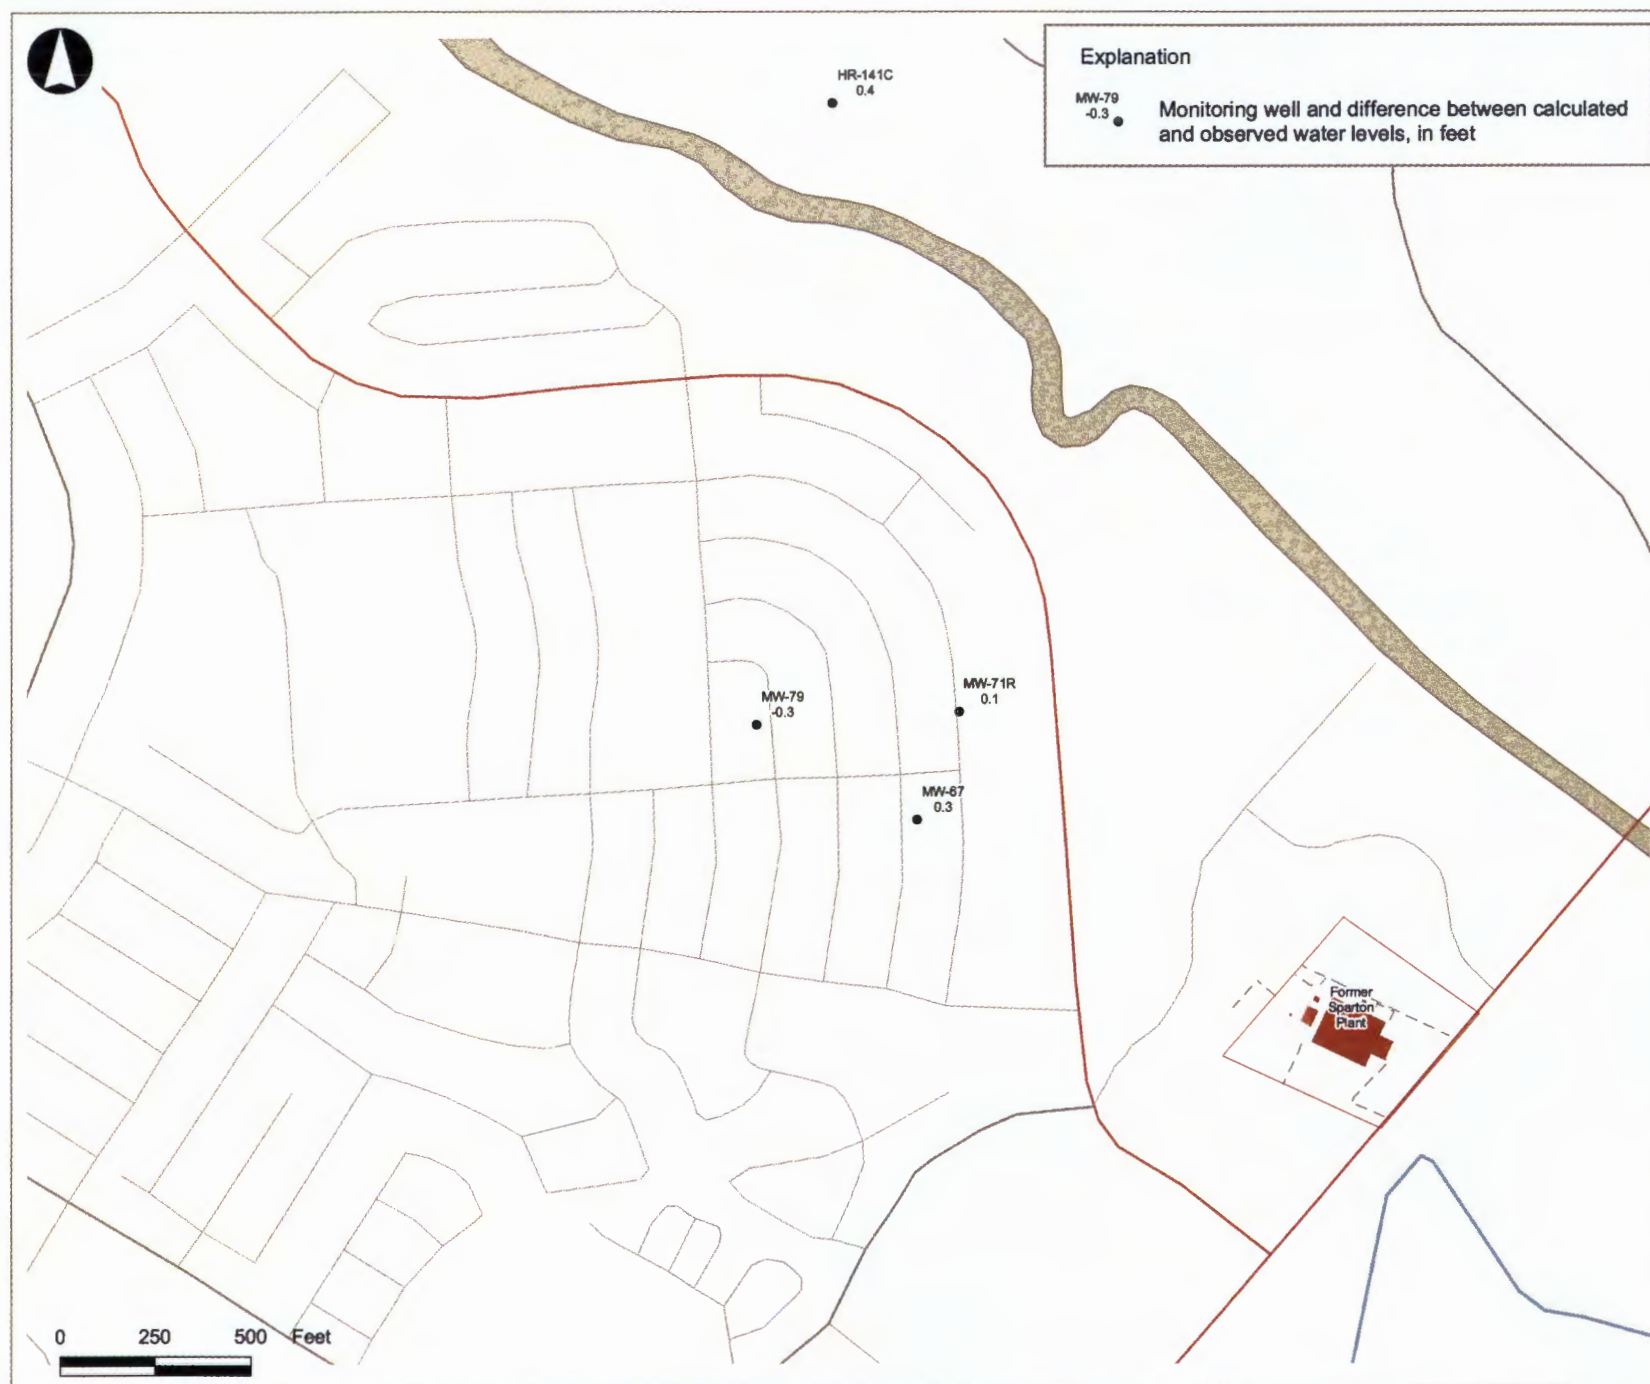 HR-141C
0.4
Explanation
MW-79
-0.3
Monitoring well and difference between calculated
and observed water levels, in feet
MW-79
-0.3
MW-71R
0.1
MW-67
0.3
Former
Sparton
Plant
0 250 500 Feet